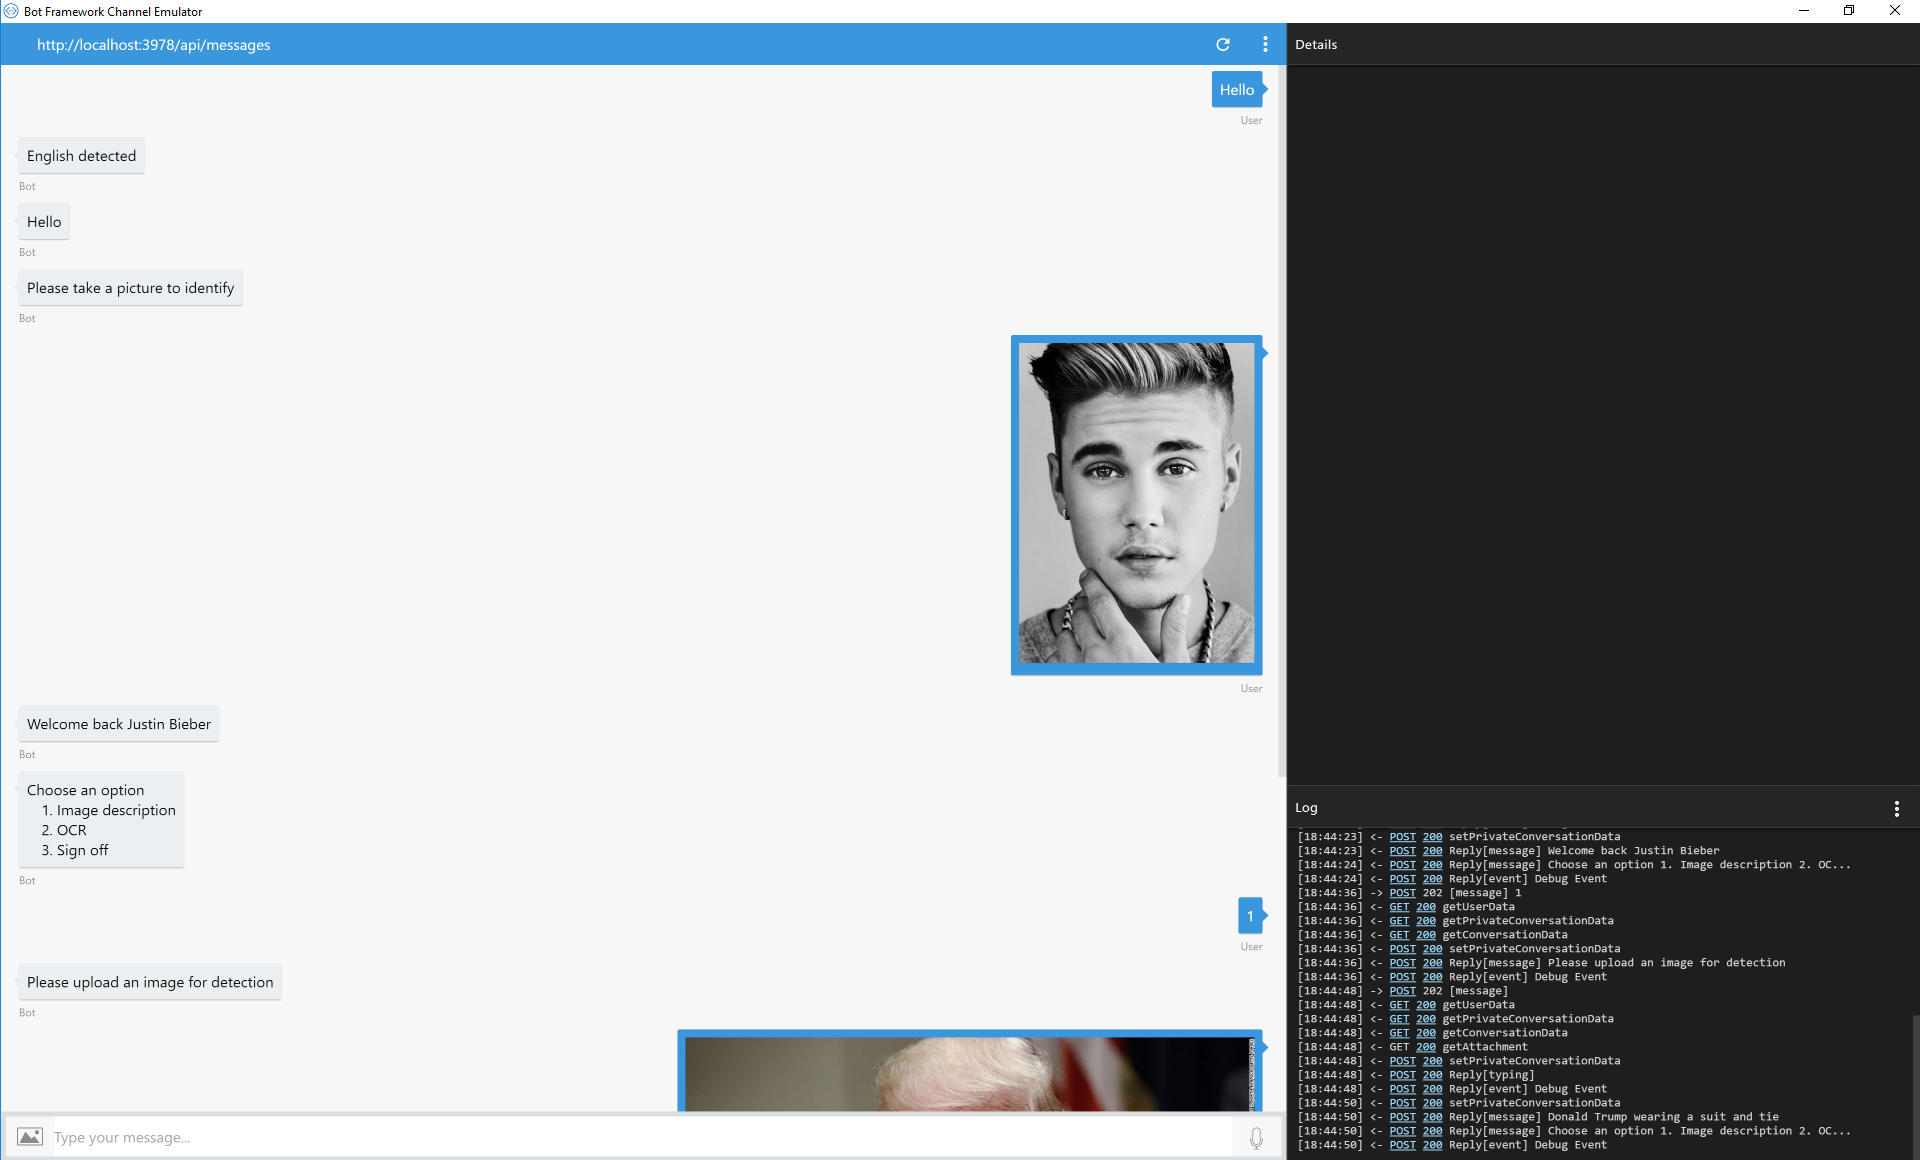 Bot Framework Channel Emulator
http://localhost:3978/api/messages
Hello
User
English detected
Bot
Hello
Bot
Please take a picture to identify
Bot
User
Welcome back Justin Bieber
Bot
Choose an option
1. Image description
2. OCR
3. Sign off
Bot
1
User
Please upload an image for detection
Bot
Type your message...
Details
Log
[18:44:23] <- POST 200 setPrivateConversationData
[18:44:23] <- POST 200 Reply[message] Welcome back Justin Bieber
[18:44:24] <- POST 200 Reply[message] Choose an option 1. Image description 2. OC...
[18:44:24] <- POST 200 Reply[event] Debug Event
[18:44:36] -> POST 202 [message] 1
[18:44:36] <- GET 200 getUserData
[18:44:36] <- GET 200 getPrivateConversationData
[18:44:36] <- GET 200 getConversationData
[18:44:36] <- POST 200 setPrivateConversationData
[18:44:36] <- POST 200 Reply[message] Please upload an image for detection
[18:44:36] <- POST 200 Reply[event] Debug Event
[18:44:48] -> POST 202 [message]
[18:44:48] <- GET 200 getUserData
[18:44:48] <- GET 200 getPrivateConversationData
[18:44:48] <- GET 200 getConversationData
[18:44:48] <- GET 200 getAttachment
[18:44:48] <- POST 200 setPrivateConversationData
[18:44:48] <- POST 200 Reply[typing]
[18:44:48] <- POST 200 Reply[event] Debug Event
[18:44:50] <- POST 200 setPrivateConversationData
[18:44:50] <- POST 200 Reply[message] Donald Trump wearing a suit and tie
[18:44:50] <- POST 200 Reply[message] Choose an option 1. Image description 2. OC...
[18:44:50] <- POST 200 Reply[event] Debug Event